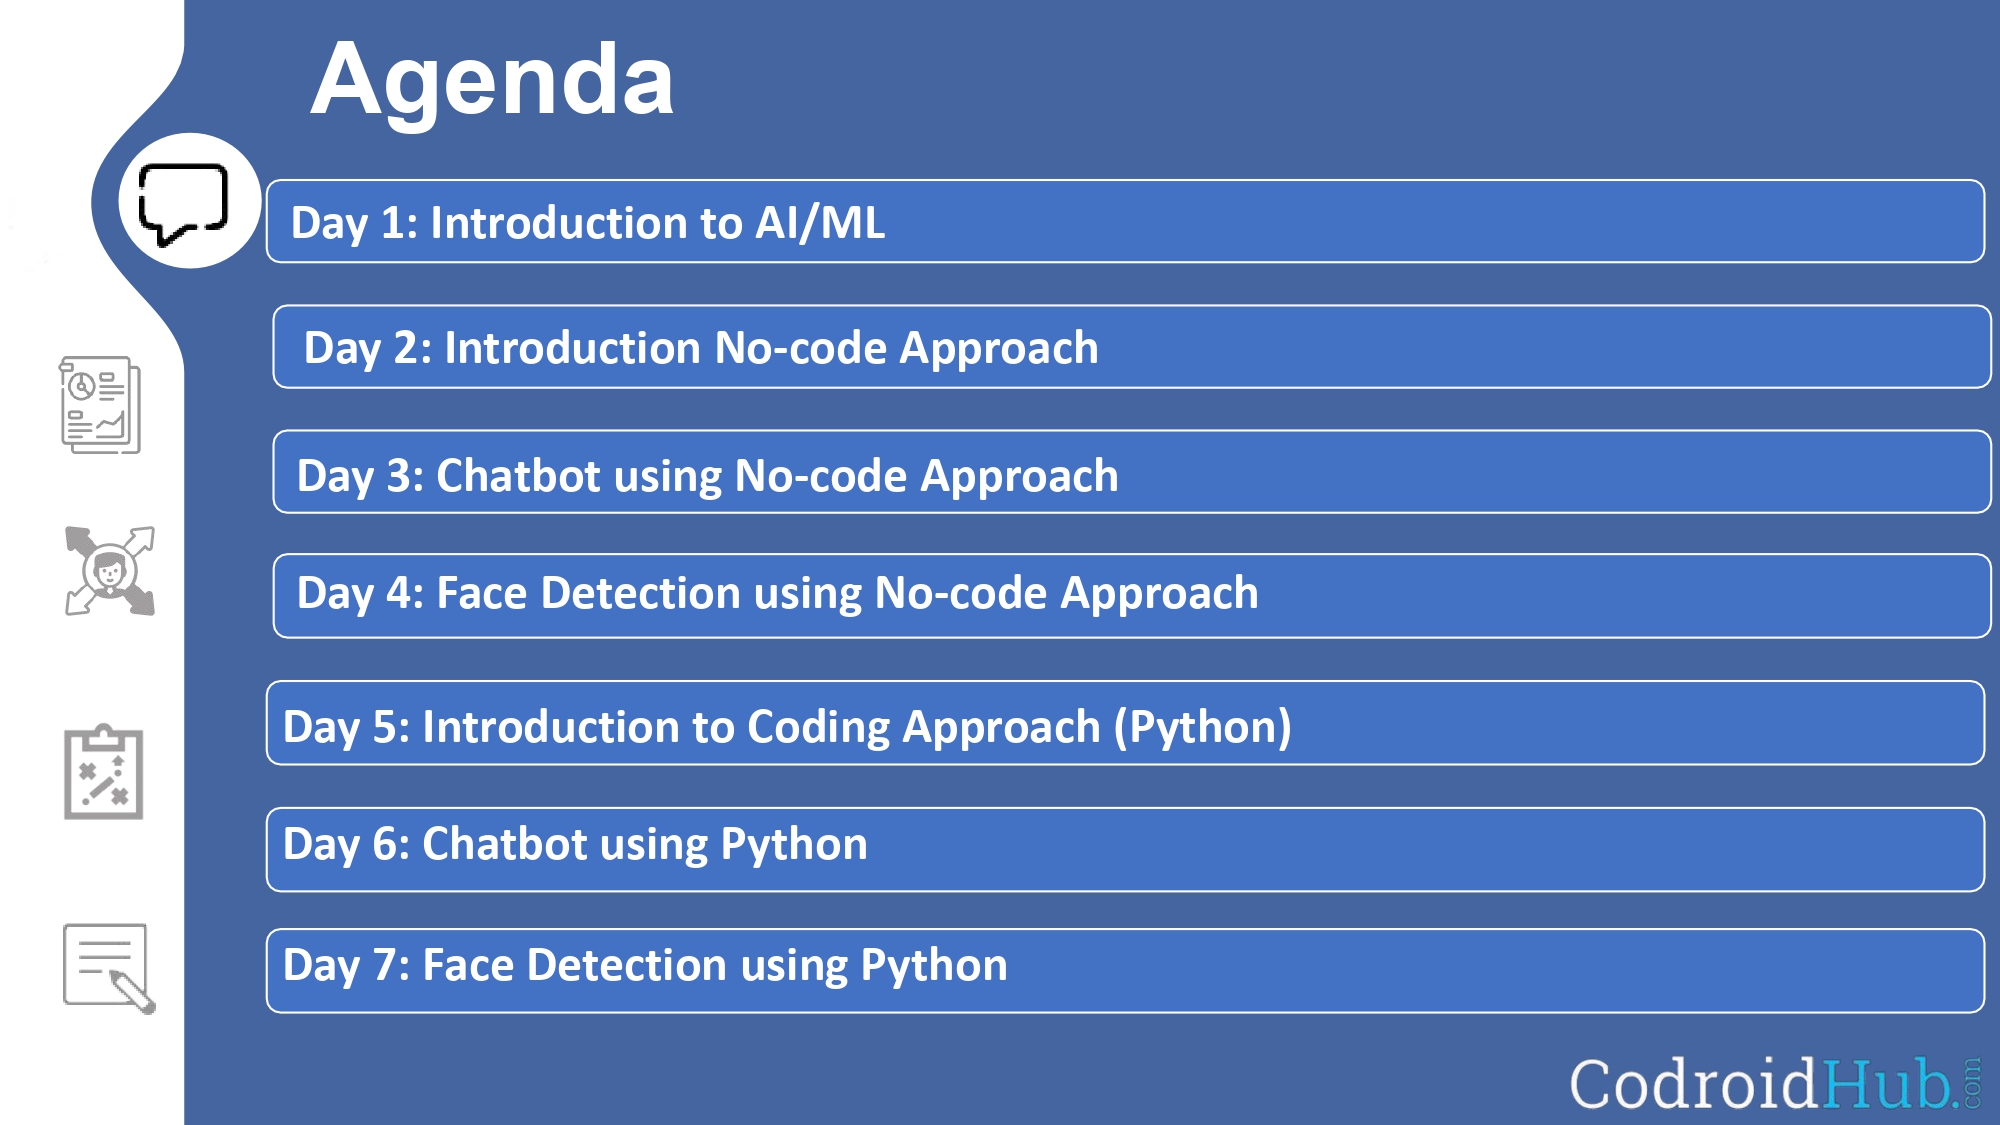 Agenda
Day 1: Introduction to AI/ML
Day 2: Introduction No-code Approach
Day 3: Chatbot using No-code Approach
Day 4: Face Detection using No-code Approach
Day 5: Introduction to Coding Approach (Python)
Day 6: Chatbot using Python
Day 7: Face Detection using Python
CodroidHub.com